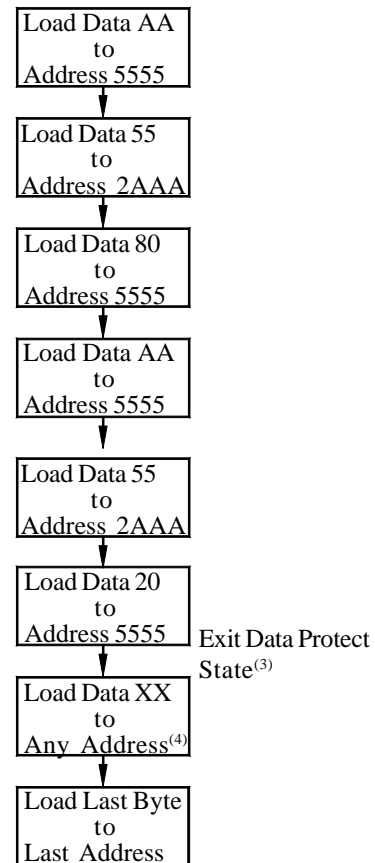 Load Data AA
to
Address 5555
Load Data 55
to
Address 2AAA
Load Data 80
to
Address 5555
Load Data AA
to
Address 5555
Load Data 55
to
Address 2AAA
Load Data 20
to
Address 5555
Exit Data Protect
State(3)
Load Data XX
to
Any Address(4)
Load Last Byte
to
Last Address